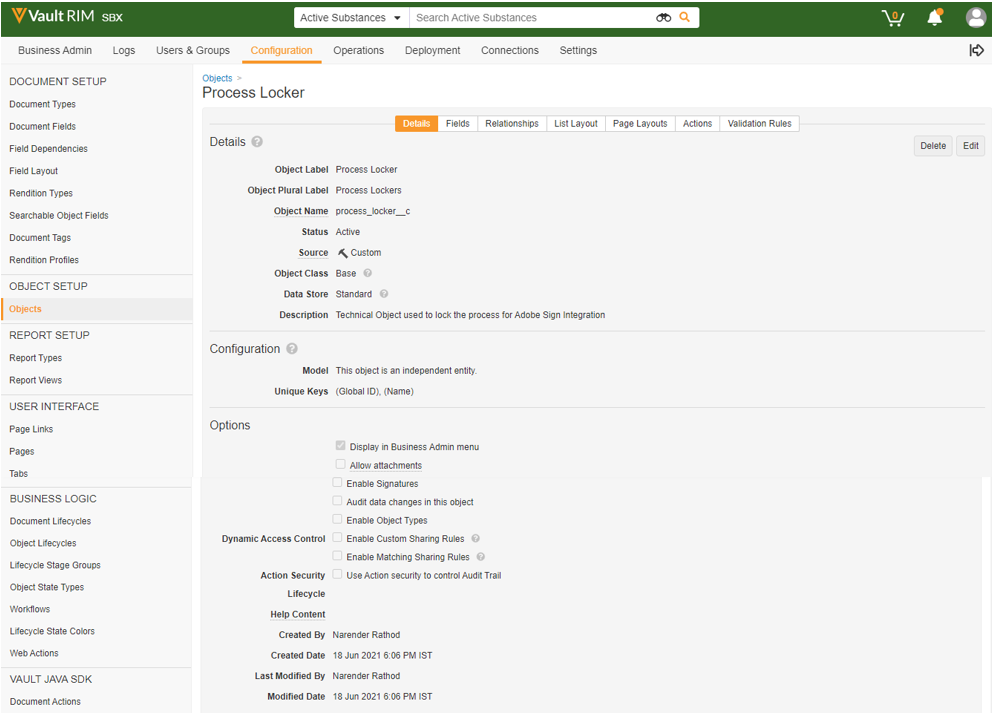 Vault RIM SBX
Active Substances
Search Active Substances
0
Business Admin Logs Users & Groups Configuration Operations Deployment Connections Settings
DOCUMENT SETUP
Document Types
Document Fields
Field Dependencies
Field Layout
Rendition Types
Searchable Object Fields
Document Tags
Rendition Profiles
OBJECT SETUP
Objects
REPORT SETUP
Report Types
Report Views
USER INTERFACE
Page Links
Pages
Tabs
BUSINESS LOGIC
Document Lifecycles
Object Lifecycles
Lifecycle Stage Groups
Object State Types
Workflows
Lifecycle State Colors
Web Actions
VAULT JAVA SDK
Document Actions
Objects >
Process Locker
Details Fields Relationships List Layout Page Layouts Actions Validation Rules
Details ?
Delete Edit
Object Label Process Locker
Object Plural Label Process Lockers
Object Name process_locker__c
Status Active
Source Custom
Object Class Base ?
Data Store Standard ?
Description Technical Object used to lock the process for Adobe Sign Integration
Configuration ?
Model This object is an independent entity.
Unique Keys (Global ID), (Name)
Options
Display in Business Admin menu
Allow attachments
Enable Signatures
Audit data changes in this object
Enable Object Types
Dynamic Access Control Enable Custom Sharing Rules ?
Enable Matching Sharing Rules ?
Action Security Use Action security to control Audit Trail
Lifecycle
Help Content
Created By Narender Rathod
Created Date 18 Jun 2021 6:06 PM IST
Last Modified By Narender Rathod
Modified Date 18 Jun 2021 6:06 PM IST